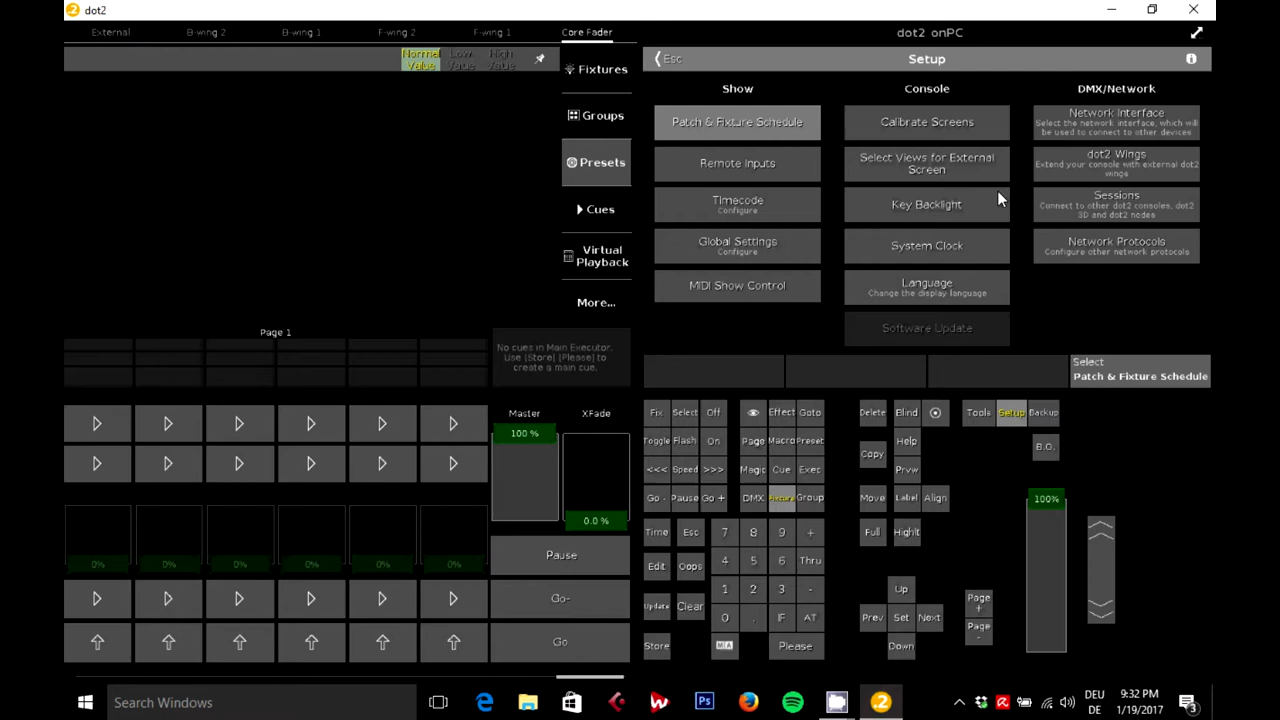 dot2
External B-wing 2 B-wing 1 F-wing 2 F-wing 1 Core Fader
Normal Value
Low Value
High Value
Fixtures
Groups
Presets
Cues
Virtual
Playback
More...
Page 1
No cues in Main Executor.
Use [Store] [Please] to
create a main cue.
Master XFade
100 %
0.0 %
0% 0% 0% 0% 0% 0%
Pause
Go-
Go
dot2 onPC
Esc Setup
Show Console DMX/Network
Patch & Fixture Schedule
Remote Inputs
Timecode
Configure
Global Settings
Configure
MIDI Show Control
Calibrate Screens
Select Views for External
Screen
Key Backlight
System Clock
Language
Change the display language
Software Update
Network Interface
Select the network interface, which will
be used to connect to other devices
dot2 Wings
Extend your console with external dot2
wings
Sessions
Connect to other dot2 consoles, dot2
3D and dot2 nodes
Network Protocols
Configure other network protocols
Select
Patch & Fixture Schedule
Fix Select Off Effect Goto Delete Blind Tools Setup Backup
Toggle Flash On Page Macro Preset Copy Help B.O.
<<< Speed >>> Magic Cue Exec Prvw
Go - Pause Go + DMX Fixture Group Move Label Align 100%
Time Esc 7 8 9 + Full Highlt
Edit Oops 4 5 6 Thru
Update Clear 1 2 3 - Up Page +
0 . IF AT Prev Set Next Page -
Store MA Please Down
Search Windows
DEU
DE
9:32 PM
1/19/2017
3